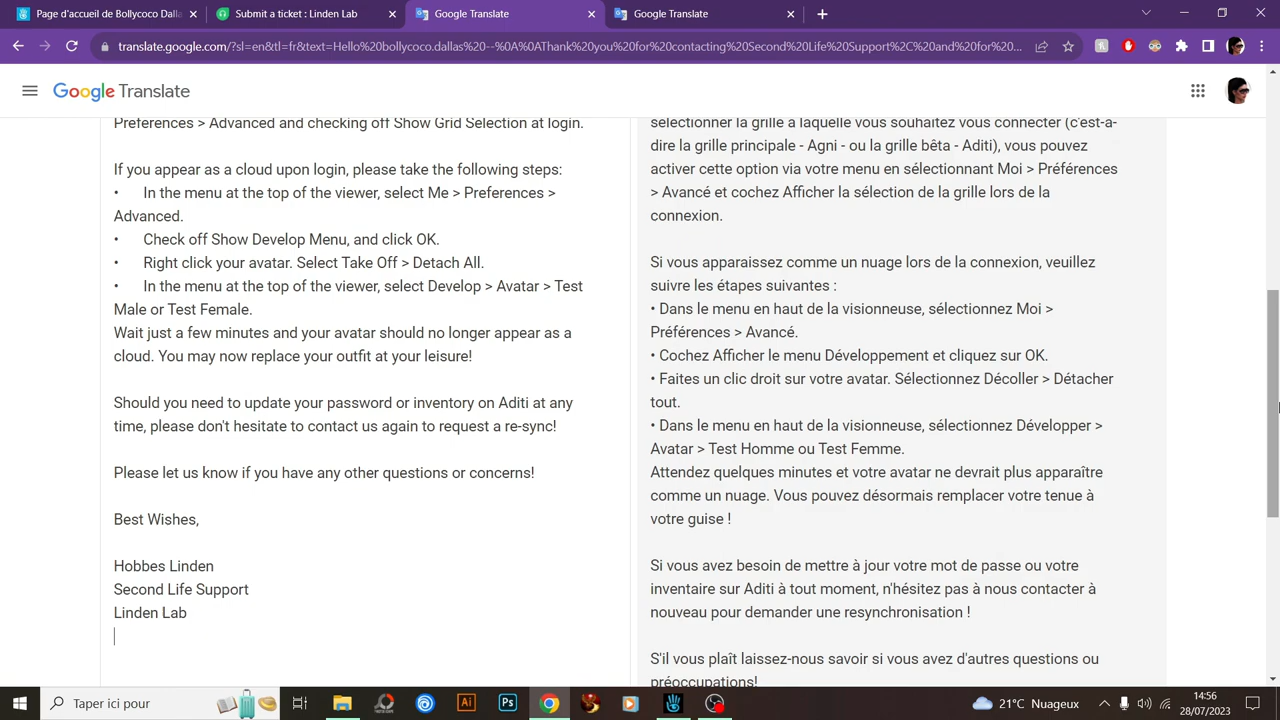 Page d'accueil de Bollycoco Dalla
Submit a ticket : Linden Lab
Google Translate
Google Translate
translate.google.com/?sl=en&tl=fr&text=Hello%20bollycoco.dallas%20--%0A%0AThank%20you%20for%20contacting%20Second%20Life%20Support%2C%20and%20for%20...
Google Translate
Preferences > Advanced and checking off Show Grid Selection at login.
If you appear as a cloud upon login, please take the following steps:
• In the menu at the top of the viewer, select Me > Preferences >
Advanced.
• Check off Show Develop Menu, and click OK.
• Right click your avatar. Select Take Off > Detach All.
• In the menu at the top of the viewer, select Develop > Avatar > Test
Male or Test Female.
Wait just a few minutes and your avatar should no longer appear as a
cloud. You may now replace your outfit at your leisure!
Should you need to update your password or inventory on Aditi at any
time, please don't hesitate to contact us again to request a re-sync!
Please let us know if you have any other questions or concerns!
Best Wishes,
Hobbes Linden
Second Life Support
Linden Lab
sélectionner la grille à laquelle vous souhaitez vous connecter (c'est-à-
dire la grille principale - Agni - ou la grille bêta - Aditi), vous pouvez
activer cette option via votre menu en sélectionnant Moi > Préférences
> Avancé et cochez Afficher la sélection de la grille lors de la
connexion.
Si vous apparaissez comme un nuage lors de la connexion, veuillez
suivre les étapes suivantes :
• Dans le menu en haut de la visionneuse, sélectionnez Moi >
Préférences > Avancé.
• Cochez Afficher le menu Développement et cliquez sur OK.
• Faites un clic droit sur votre avatar. Sélectionnez Décoller > Détacher
tout.
• Dans le menu en haut de la visionneuse, sélectionnez Développer >
Avatar > Test Homme ou Test Femme.
Attendez quelques minutes et votre avatar ne devrait plus apparaître
comme un nuage. Vous pouvez désormais remplacer votre tenue à
votre guise !
Si vous avez besoin de mettre à jour votre mot de passe ou votre
inventaire sur Aditi à tout moment, n'hésitez pas à nous contacter à
nouveau pour demander une resynchronisation !
S'il vous plaît laissez-nous savoir si vous avez d'autres questions ou
préoccupations!
Taper ici pour
Ai
Ps
21°C Nuageux
14:56
28/07/2023